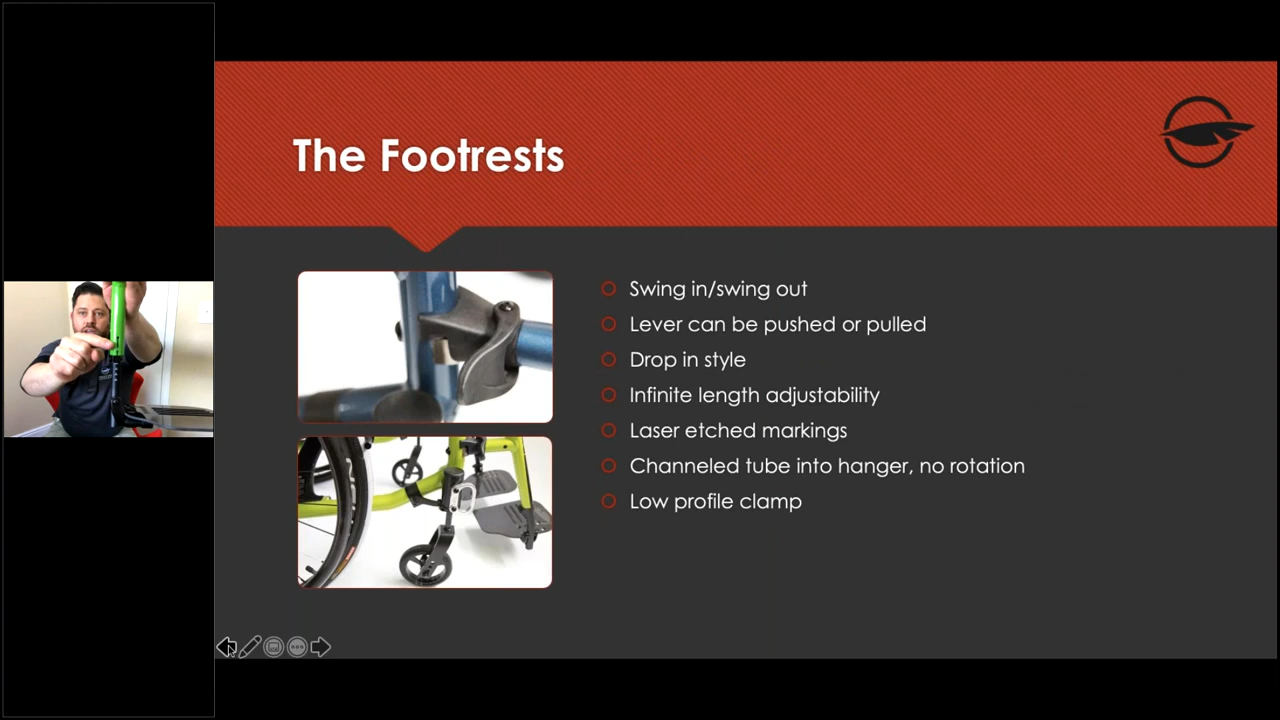 The Footrests
Swing in/swing out
Lever can be pushed or pulled
Drop in style
Infinite length adjustability
Laser etched markings
Channeled tube into hanger, no rotation
Low profile clamp